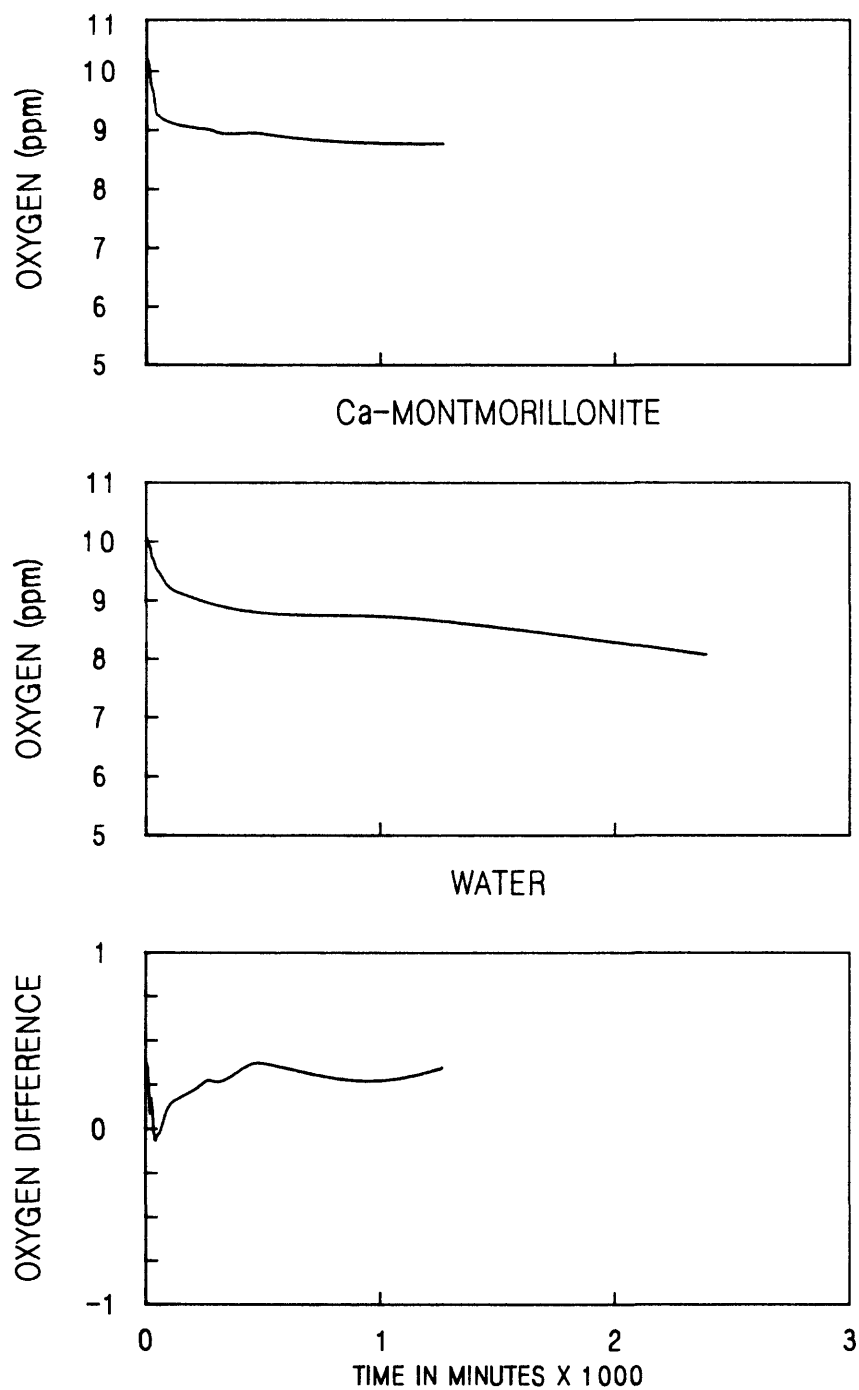 OXYGEN (ppm)
11
10
9
8
7
6
5
Ca-MONTMORILLONITE
OXYGEN (ppm)
11
10
9
8
7
6
5
WATER
OXYGEN DIFFERENCE
1
0
-1
0 1 2 3
TIME IN MINUTES X 1000